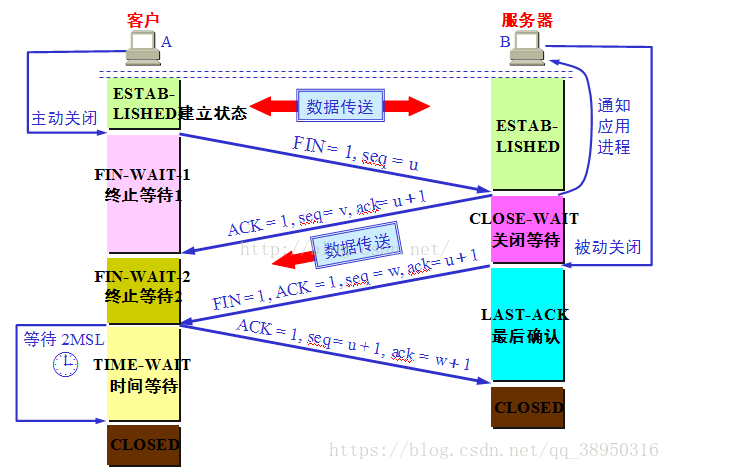 客户
服务器
A
B
ESTAB-
LISHED建立状态
数据传送
主动关闭
通知
应用
进程
ESTAB-
LISHED
FIN = 1, seq = u
FIN-WAIT-1
终止等待1
ACK = 1, seq= v, ack= u+1
CLOSE-WAIT
关闭等待
数据传送
被动关闭
FIN-WAIT-2
终止等待2
FIN = 1, ACK = 1, seq = w, ack= u+1
LAST-ACK
最后确认
ACK = 1, seq= u+1, ack = w+1
等待 2MSL
TIME-WAIT
时间等待
CLOSED
CLOSED
https://blog.csdn.net/qq_38950316